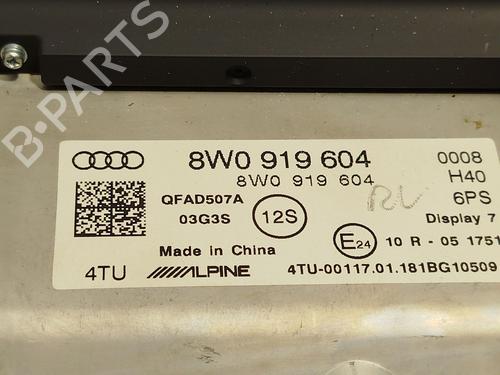 B-PARTS
8W0 919 604 0008
8W0 919 604 H40
QFAD507A RL 6PS
03G3S 12S Display 7
E24 10 R - 05 1751
Made in China
4TU ALPINE 4TU-00117.01.181BG10509